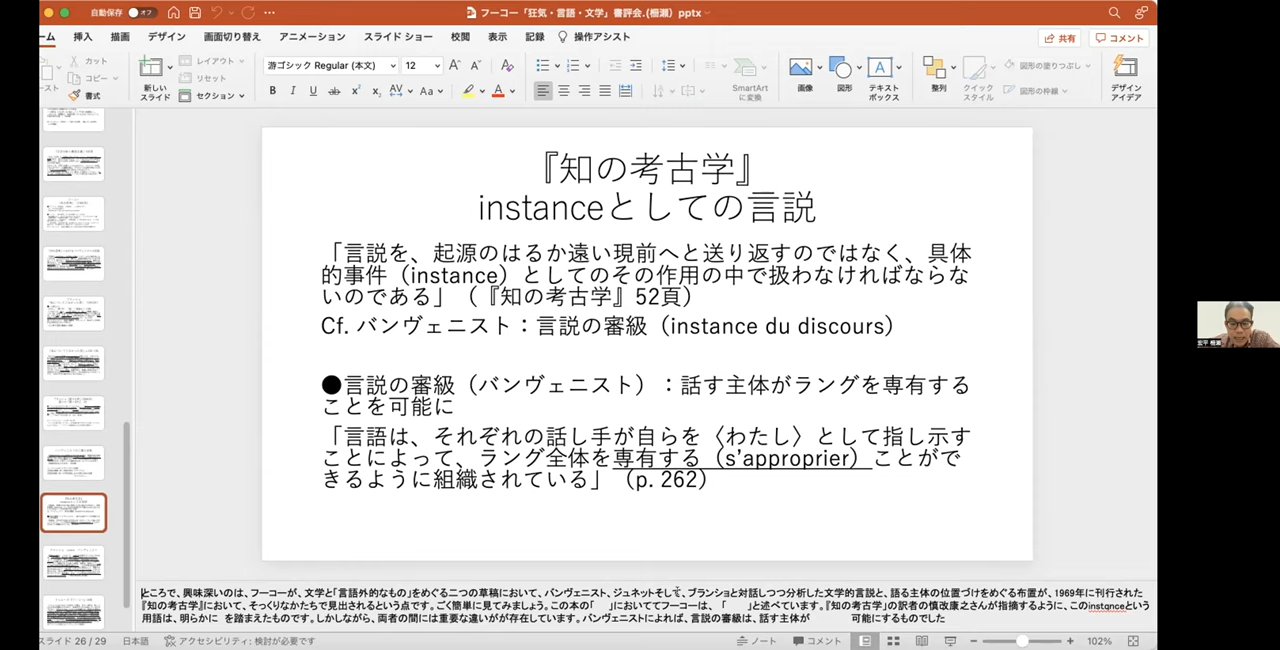 自動保存 オフ
フーコー「狂気・言語・文学」書評会.(柵瀬) pptx
ーム 挿入 描画 デザイン 画面切り替え アニメーション スライド ショー 校閲 表示 記録 操作アシスト
共有 コメント
カット
コピー
書式
新しい
スライド
レイアウト
リセット
セクション
游ゴシック Regular (本文) 12
SmartArt
に変換
画像
図形
テキスト
ボックス
整列
クイック
スタイル
図形の塗りつぶし
図形の枠線
デザイン
アイデア
『知の考古学』
instanceとしての言説
「言説を、起源のはるか遠い現前へと送り返すのではなく、具体
的事件（instance）としてのその作用の中で扱わなければならな
いのである」（『知の考古学』52頁）
Cf. バンヴェニスト：言説の審級（instance du discours）
●言説の審級（バンヴェニスト）：話す主体がラングを専有する
ことを可能に
「言語は、それぞれの話し手が自らを〈わたし〉として指し示す
ことによって、ラング全体を専有する（s'approprier）ことがで
きるように組織されている」（p. 262）
ところで、興味深いのは、フーコーが、文学と「言語外的なもの」をめぐる二つの草稿において、バンヴェニスト、ジュネットそして、ブランショと対話しつつ分析した文学的言説と、語る主体の位置づけをめぐる布置が、1969年に刊行された
『知の考古学』において、そっくりなかたちで見出されるという点です。ごく簡単に見てみましょう。この本の「 」においててフーコーは、「 」と述べています。『知の考古学』の訳者の慎改康之さんが指摘するように、このinstanceという
用語は、明らかに を踏まえたものです。しかしながら、両者の間には重要な違いがが存在しています。バンヴェニストによれば、言説の審級は、話す主体が 可能にするものでした
スライド 26 / 29 日本語 アクセシビリティ: 検討が必要です ノート コメント 102%